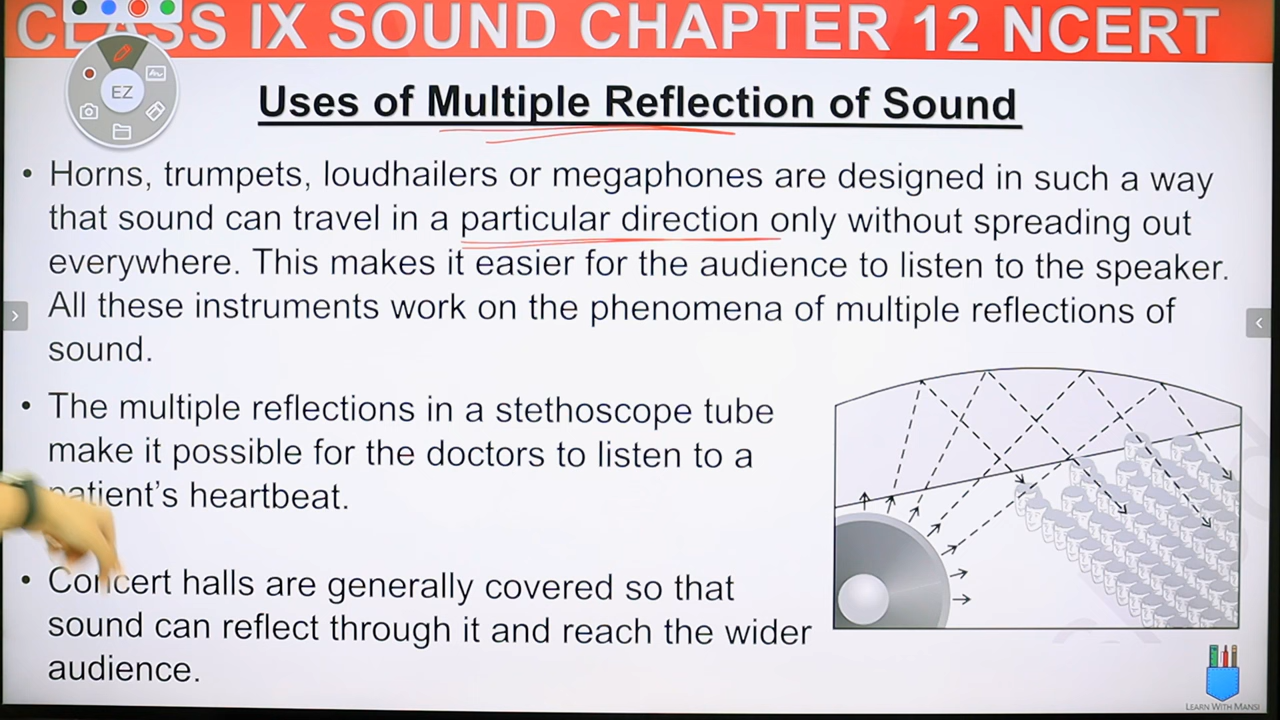 CLASS IX SOUND CHAPTER 12 NCERT
EZ
Uses of Multiple Reflection of Sound
• Horns, trumpets, loudhailers or megaphones are designed in such a way
that sound can travel in a particular direction only without spreading out
everywhere. This makes it easier for the audience to listen to the speaker.
All these instruments work on the phenomena of multiple reflections of
sound.
• The multiple reflections in a stethoscope tube
make it possible for the doctors to listen to a
patient's heartbeat.
• Concert halls are generally covered so that
sound can reflect through it and reach the wider
audience.
LEARN WITH MANSI